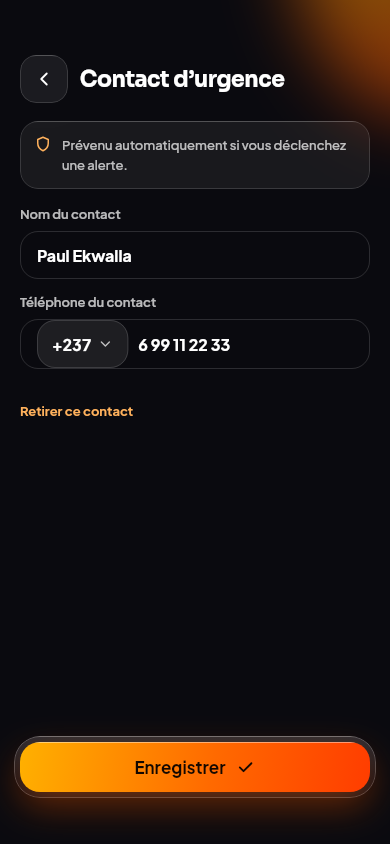 Contact d’urgence
Prévenu automatiquement si vous déclenchez
une alerte.
Nom du contact
Paul Ekwalla
Téléphone du contact
+237 6 99 11 22 33
Retirer ce contact
Enregistrer